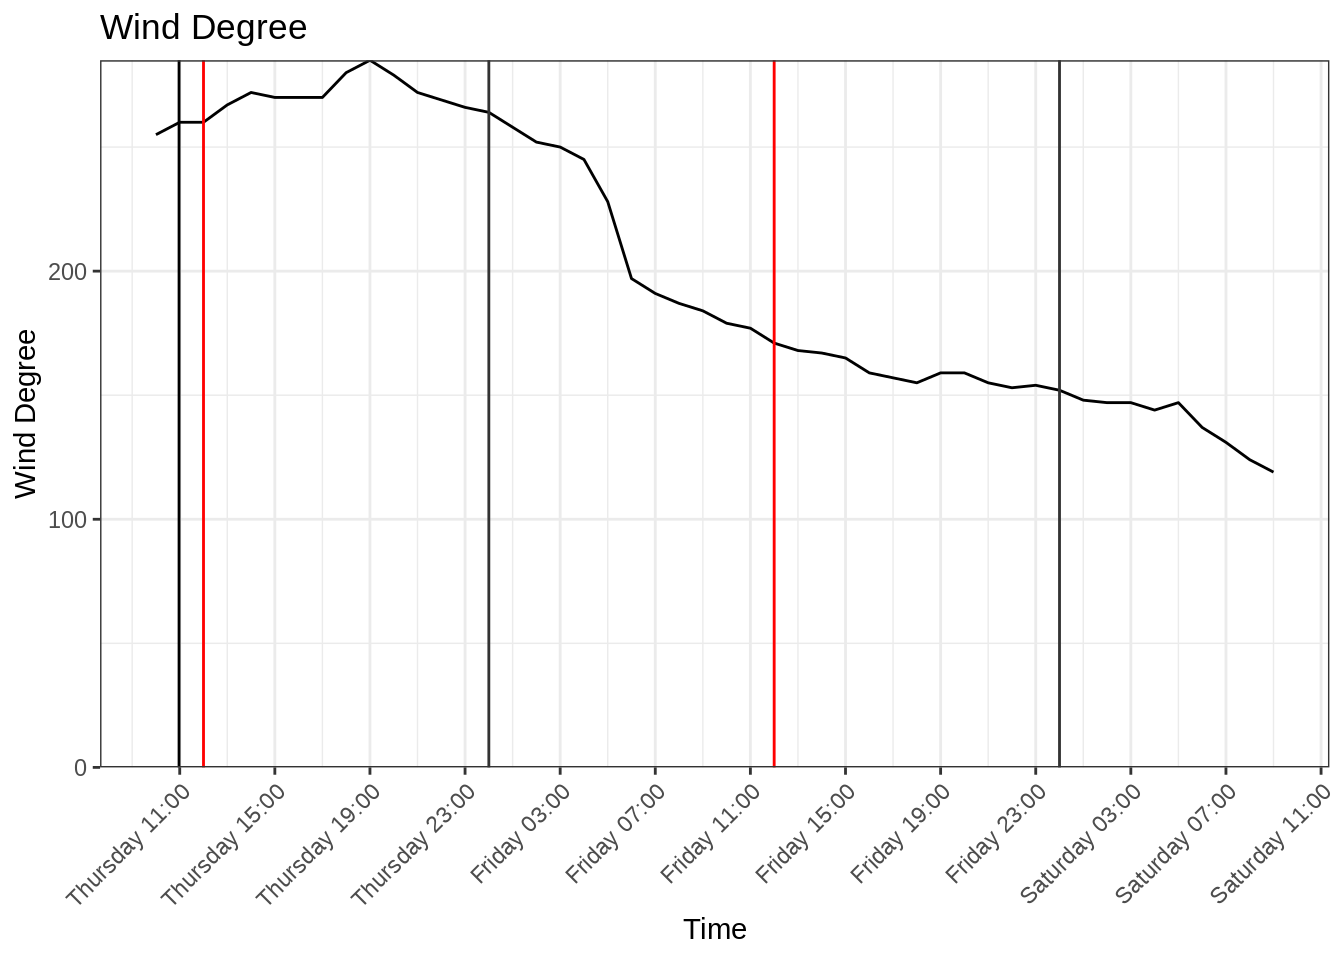 Wind Degree
Wind Degree
200
100
0
Thursday 11:00
Thursday 15:00
Thursday 19:00
Thursday 23:00
Friday 03:00
Friday 07:00
Friday 11:00
Friday 15:00
Friday 19:00
Friday 23:00
Saturday 03:00
Saturday 07:00
Saturday 11:00
Time